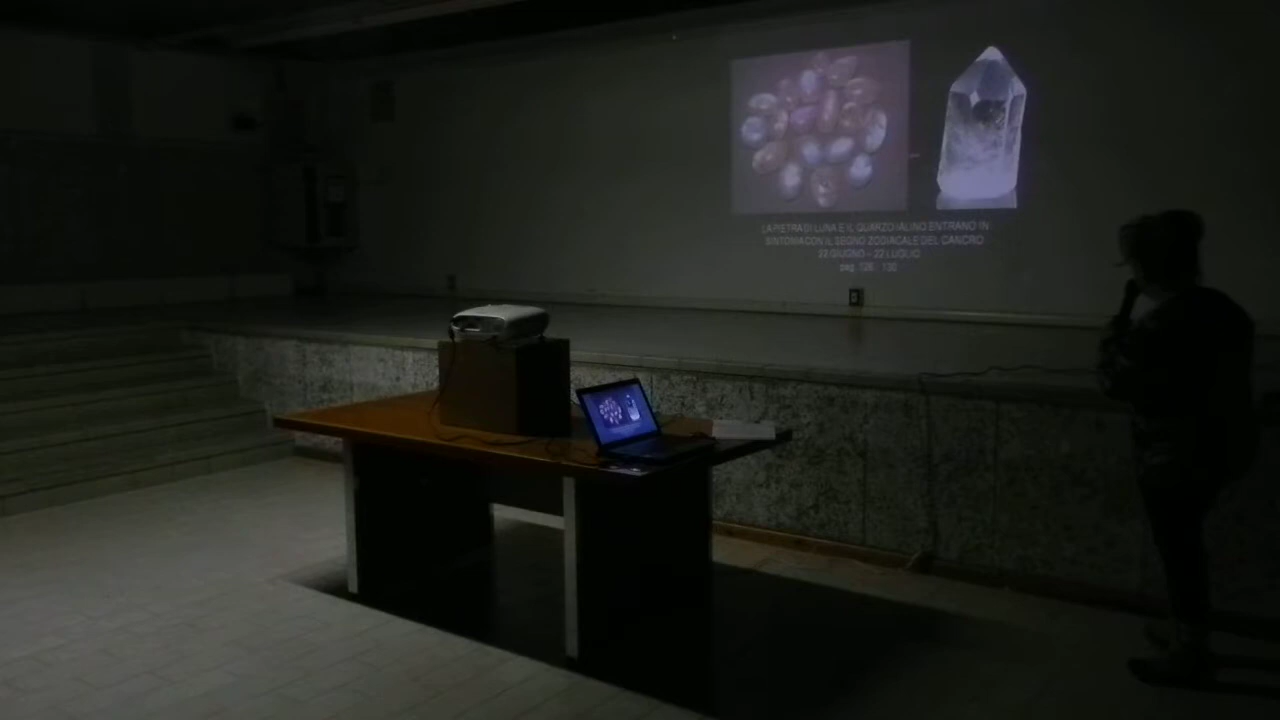 LA PIETRA DI LUNA E IL QUARZO IALINO ENTRANO IN
SINTONIA CON IL SEGNO ZODIACALE DEL CANCRO
22 GIUGNO - 22 LUGLIO
pag. 126 - 130